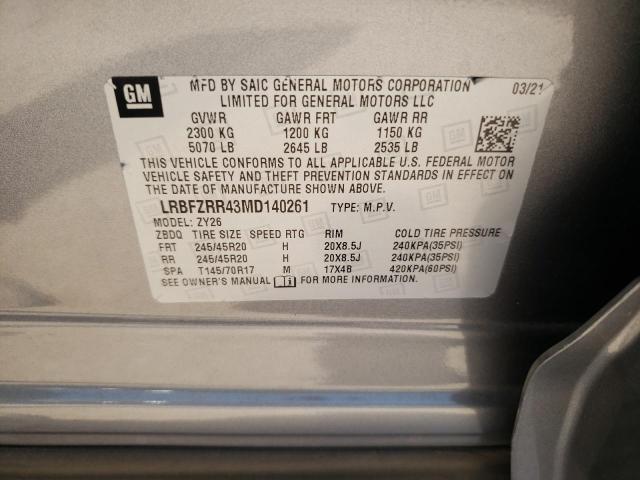 GM
MFD BY SAIC GENERAL MOTORS CORPORATION 03/21
LIMITED FOR GENERAL MOTORS LLC
GVWR GAWR FRT GAWR RR
2300 KG 1200 KG 1150 KG
5070 LB 2645 LB 2535 LB
THIS VEHICLE CONFORMS TO ALL APPLICABLE U.S. FEDERAL MOTOR
VEHICLE SAFETY AND THEFT PREVENTION STANDARDS IN EFFECT ON
THE DATE OF MANUFACTURE SHOWN ABOVE.
LRBFZRR43MD140261 TYPE: M.P.V.
MODEL: ZY26
ZBDQ TIRE SIZE SPEED RTG RIM COLD TIRE PRESSURE
FRT 245/45R20 H 20X8.5J 240KPA(35PSI)
RR 245/45R20 H 20X8.5J 240KPA(35PSI)
SPA T145/70R17 M 17X4B 420KPA(60PSI)
SEE OWNER'S MANUAL FOR MORE INFORMATION.